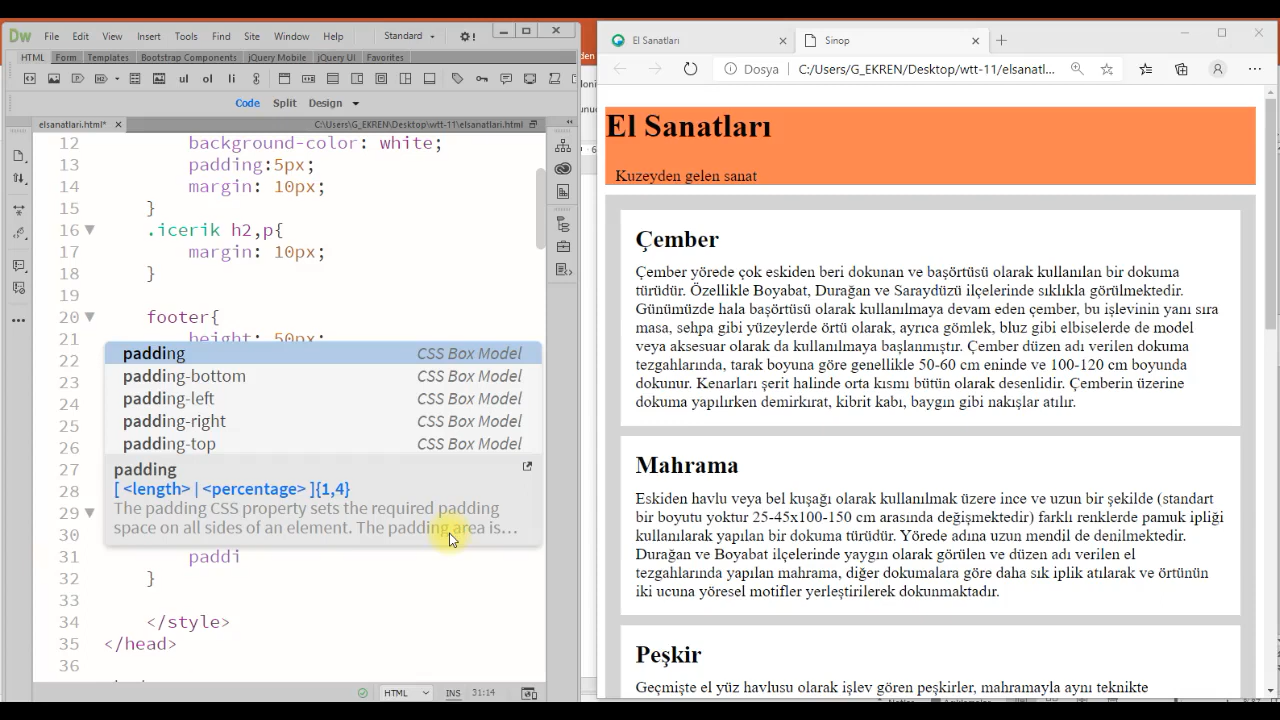 Dw File Edit View Insert Tools Find Site Window Help Standard
HTML Form Templates Bootstrap Components jQuery Mobile jQuery UI Favorites
ul ol li
Code Split Design
elsanatlari.html* C:\Users\G_EKREN\Desktop\wtt-11\elsanatlari.html
12 background-color: white;
13 padding:5px;
14 margin: 10px;
15 }
16 .icerik h2,p{
17 margin: 10px;
18 }
19
20 footer{
21 height: 50px;
22
23
24
25
26
27
28
29
30
31 paddi
32 }
33
34 </style>
35 </head>
36
padding CSS Box Model
padding-bottom CSS Box Model
padding-left CSS Box Model
padding-right CSS Box Model
padding-top CSS Box Model
padding
[ <length> | <percentage> ]{1,4}
The padding CSS property sets the required padding
space on all sides of an element. The padding area is…
HTML INS 31:14
El Sanatları
Sinop
Dosya C:/Users/G_EKREN/Desktop/wtt-11/elsanatl...
El Sanatları
Kuzeyden gelen sanat
Çember
Çember yörede çok eskiden beri dokunan ve başörtüsü olarak kullanılan bir dokuma
türüdür. Özellikle Boyabat, Durağan ve Saraydüzü ilçelerinde sıklıkla görülmektedir.
Günümüzde hala başörtüsü olarak kullanılmaya devam eden çember, bu işlevinin yanı sıra
masa, sehpa gibi yüzeylerde örtü olarak, ayrıca gömlek, bluz gibi elbiselerde de model
veya aksesuar olarak da kullanılmaya başlanmıştır. Çember düzen adı verilen dokuma
tezgahlarında, tarak boyuna göre genellikle 50-60 cm eninde ve 100-120 cm boyunda
dokunur. Kenarları şerit halinde orta kısmı bütün olarak desenlidir. Çemberin üzerine
dokuma yapılırken demirkırat, kibrit kabı, baygın gibi nakışlar atılır.
Mahrama
Eskiden havlu veya bel kuşağı olarak kullanılmak üzere ince ve uzun bir şekilde (standart
bir boyutu yoktur 25-45x100-150 cm arasında değişmektedir) farklı renklerde pamuk ipliği
kullanılarak yapılan bir dokumadır. Yörede adına uzun mendil de denilmektedir.
Durağan ve Boyabat ilçelerinde yaygın olarak görülen ve düzen adı verilen el
tezgahlarında yapılan mahrama, diğer dokumalara göre daha sık iplik atılarak ve örtünün
iki ucuna yöresel motifler yerleştirilerek dokunmaktadır.
Peşkir
Geçmişte el yüz havlusu olarak işlev gören peşkirler, mahramayla aynı teknikte